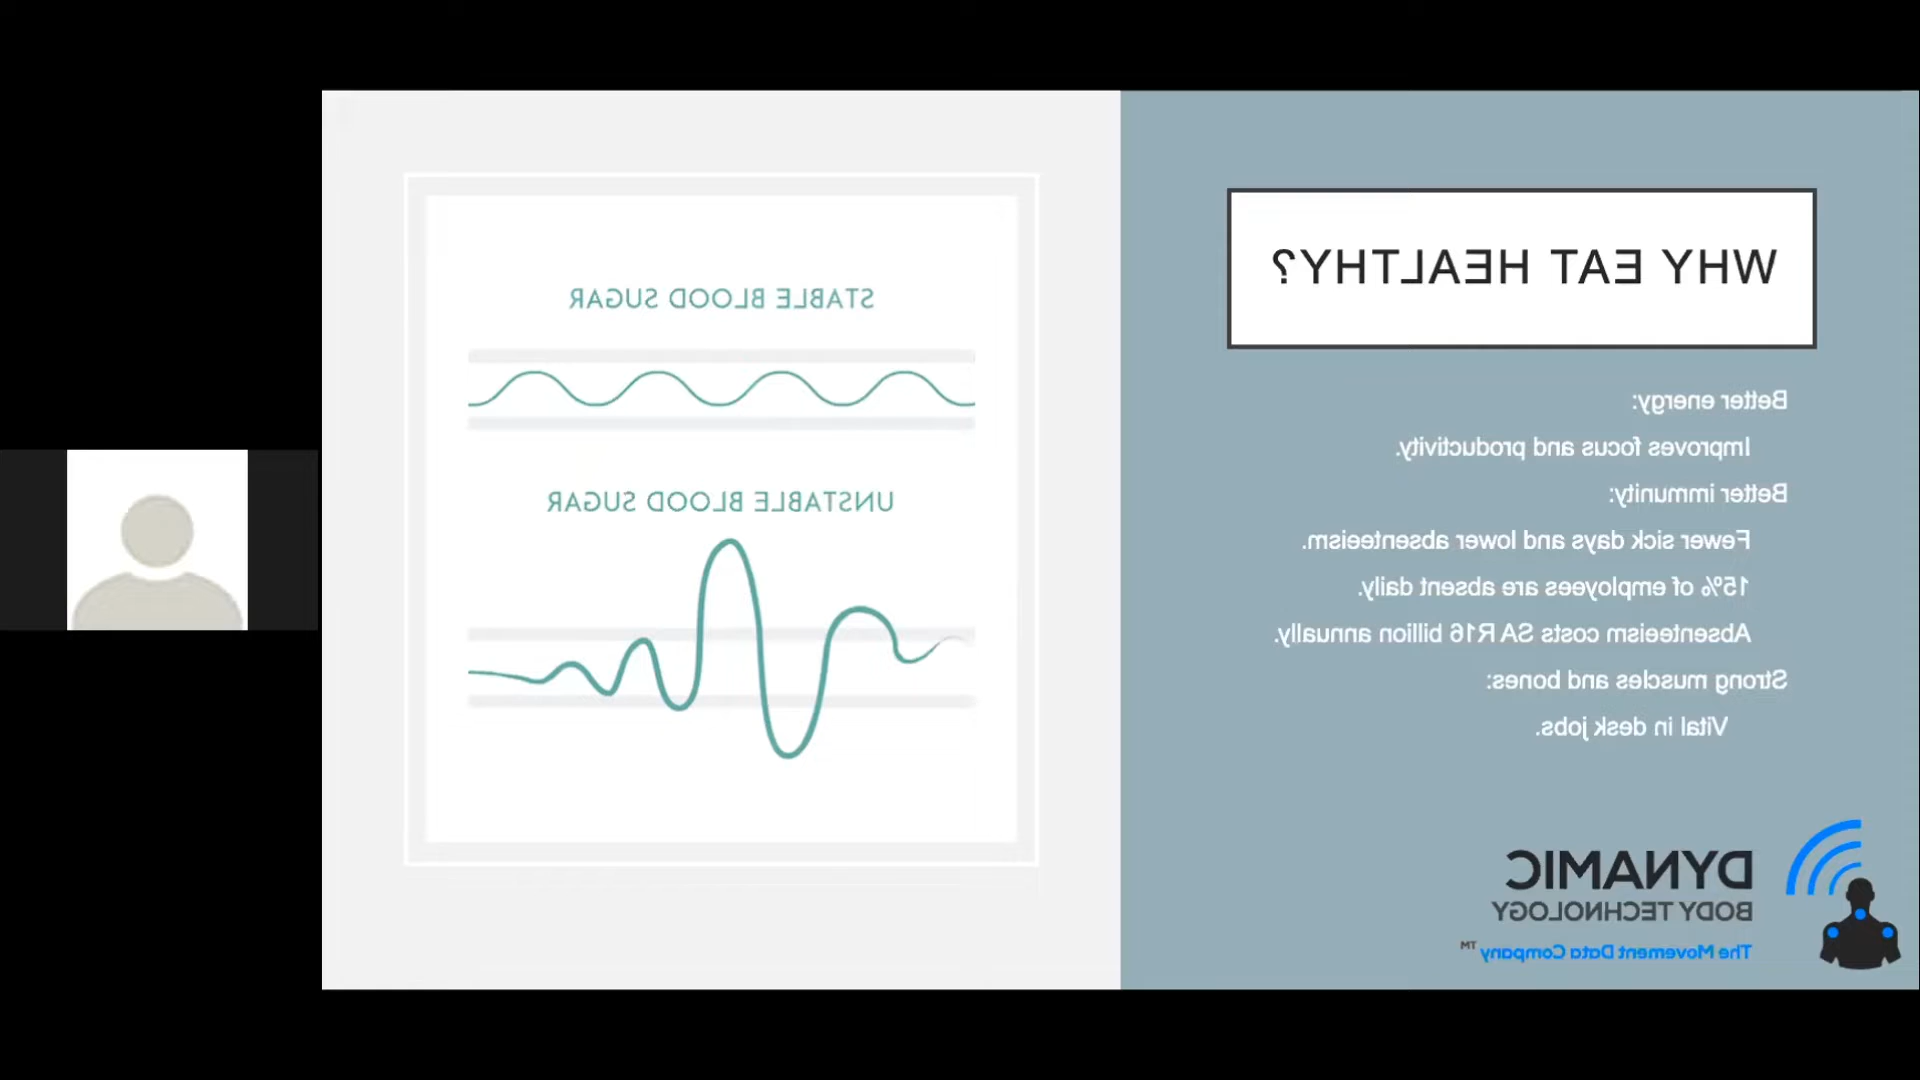 WHY EAT HEALTHY?
Better energy:
Improves focus and productivity.
Better immunity:
Fewer sick days and lower absenteeism.
15% of employees are absent daily.
Absenteeism costs SA R16 billion annually.
Strong muscles and bones:
Vital in desk jobs.
DYNAMIC
BODY TECHNOLOGY
The Movement Data Company™
STABLE BLOOD SUGAR
UNSTABLE BLOOD SUGAR